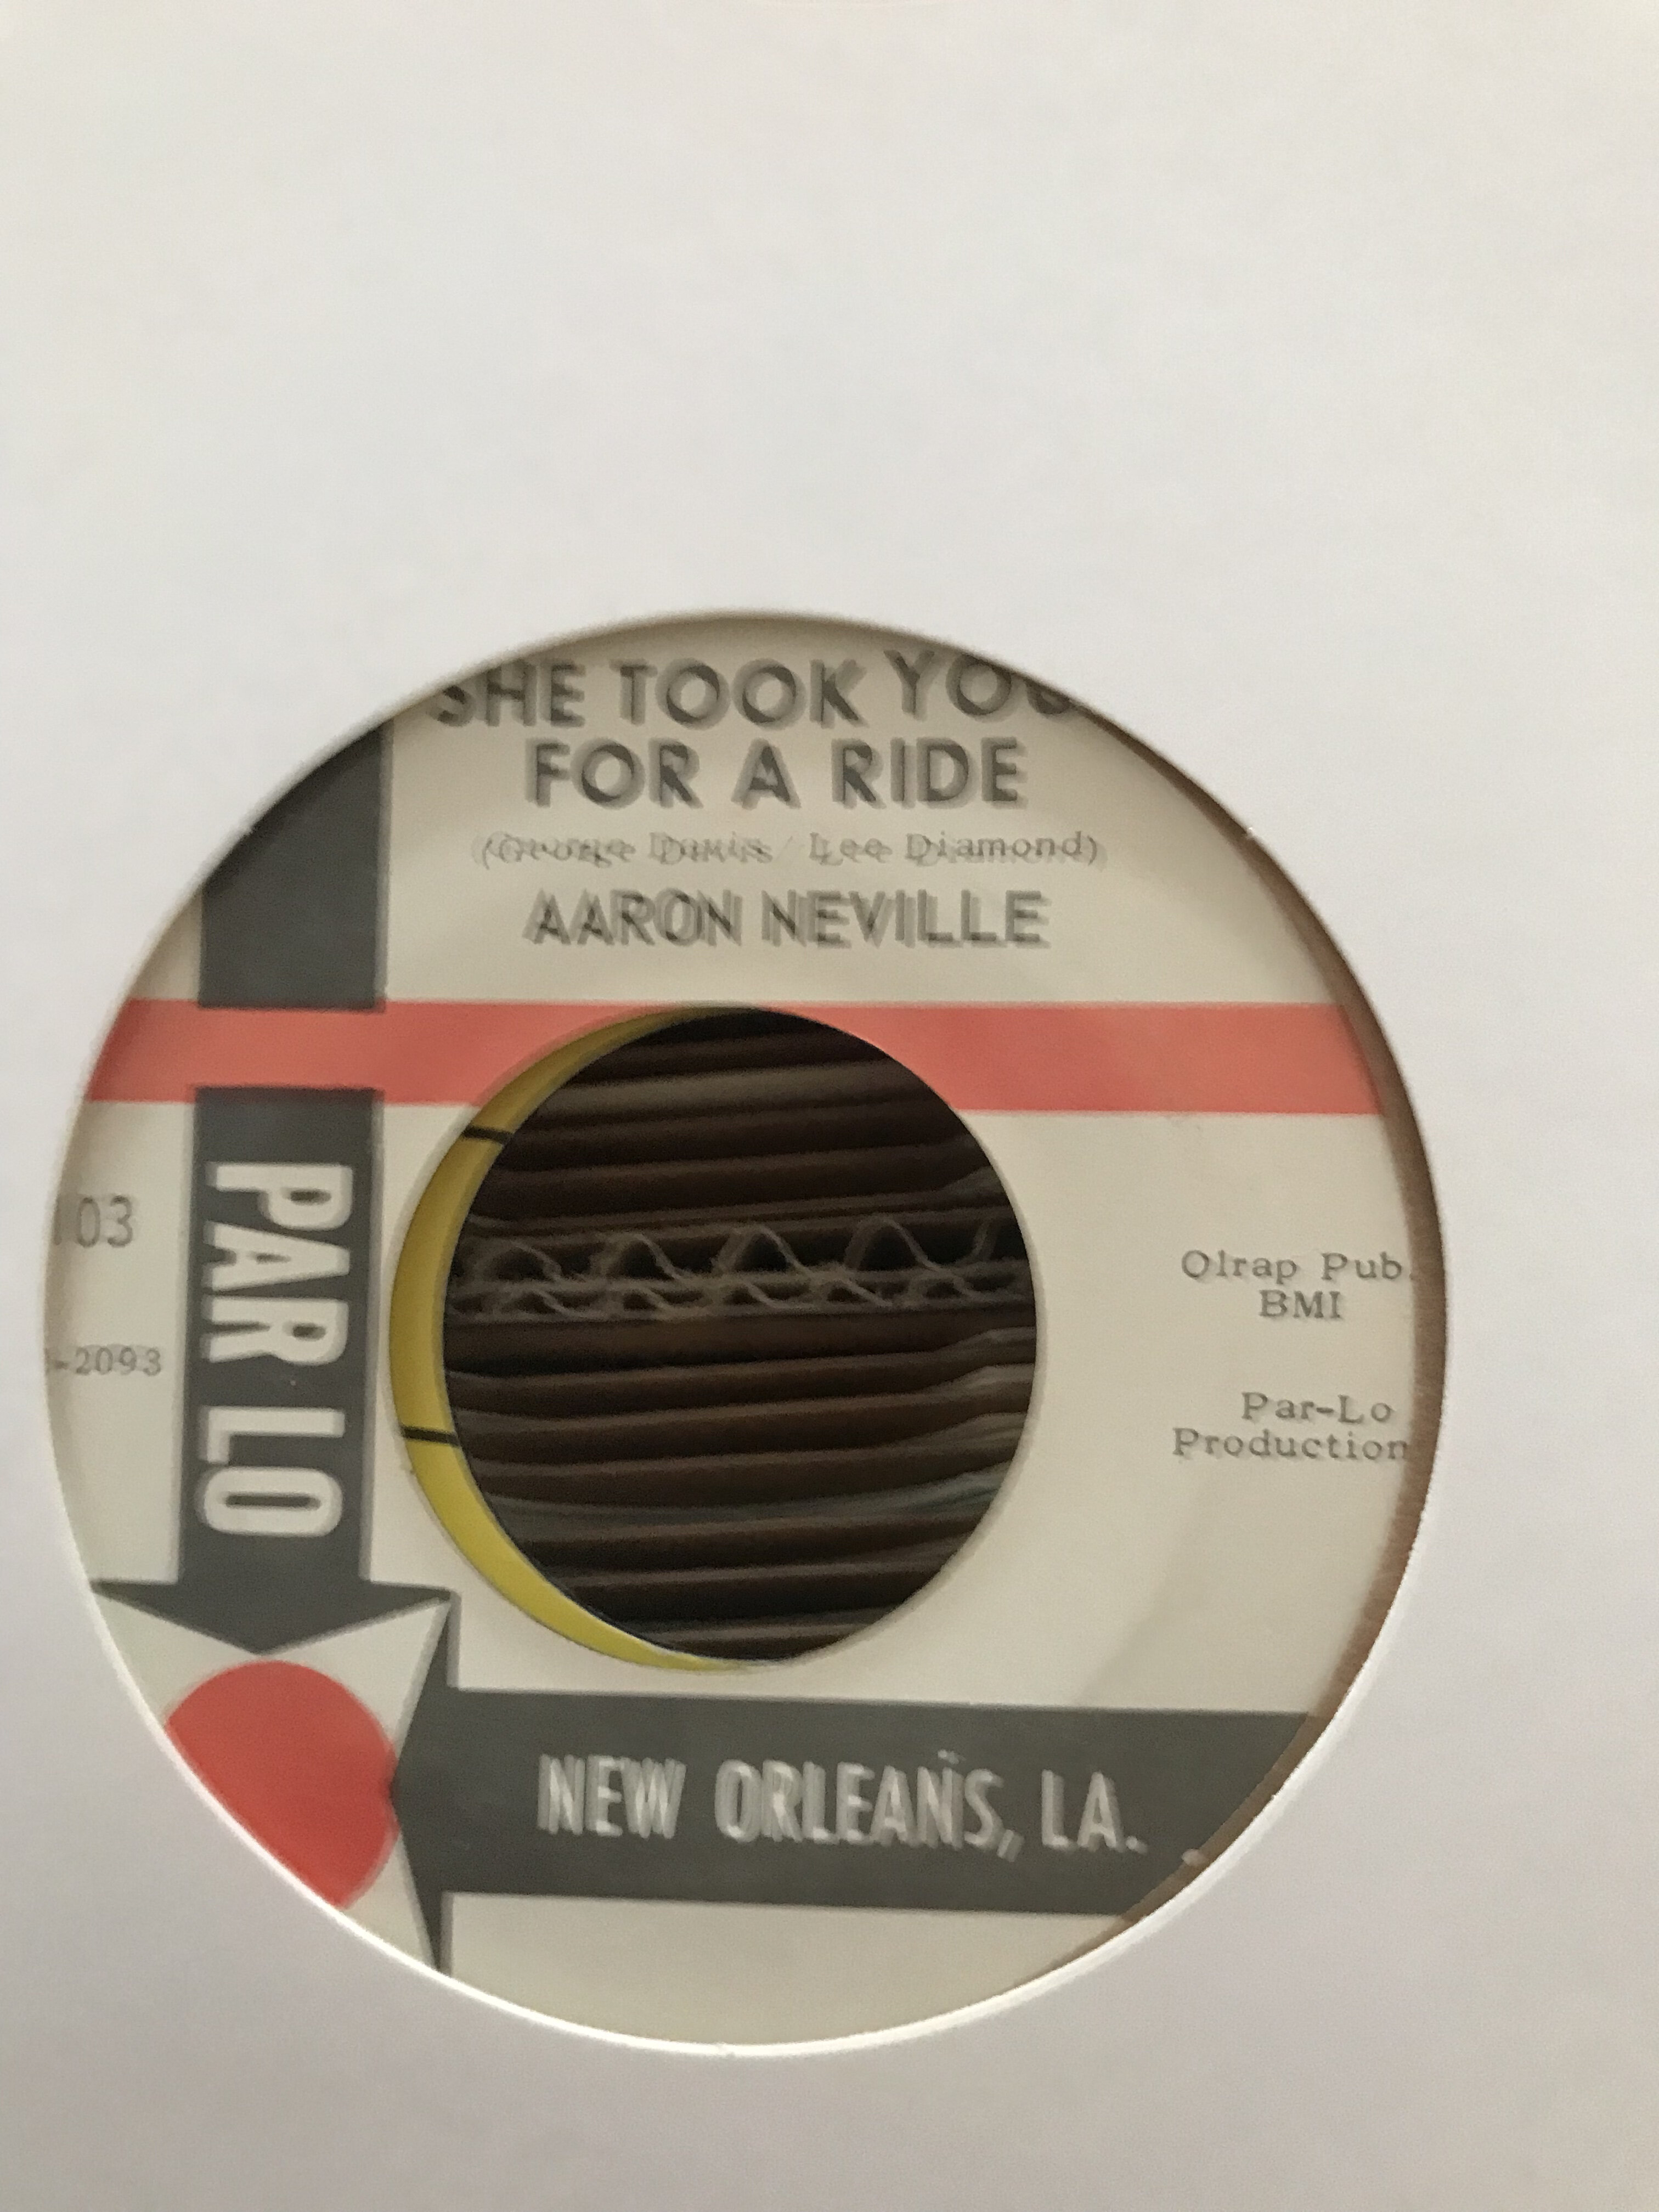 SHE TOOK YOU
FOR A RIDE
(George Davis / Lee Diamond)
AARON NEVILLE
103
-2093
PAR LO
Olrap Pub.
BMI
Par-Lo
Production
NEW ORLEANS, LA.